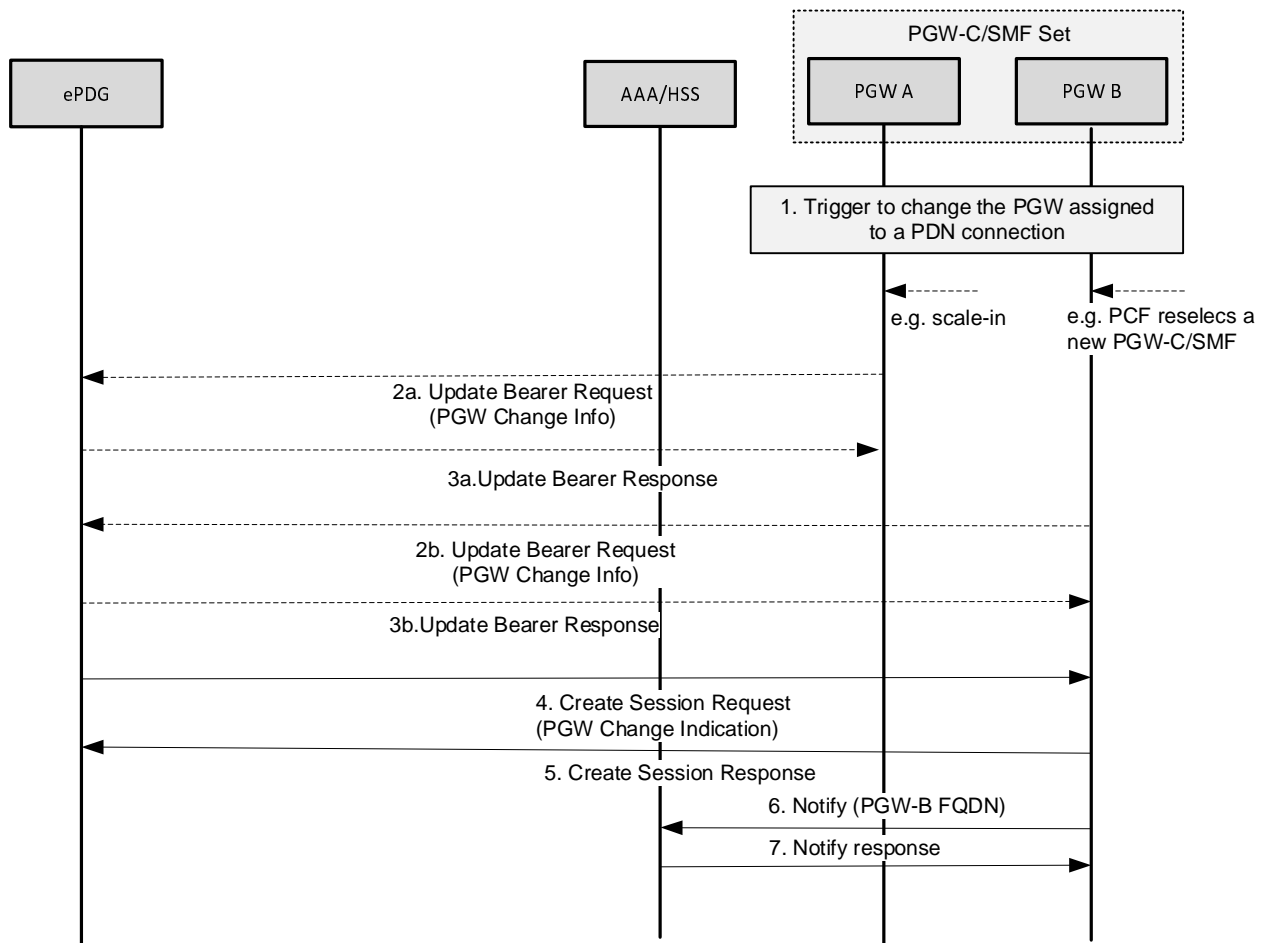 PGW-C/SMF Set
ePDG
AAA/HSS
PGW A
PGW B
1. Trigger to change the PGW assigned
to a PDN connection
e.g. scale-in
e.g. PCF reselecs a
new PGW-C/SMF
2a. Update Bearer Request
(PGW Change Info)
3a.Update Bearer Response
2b. Update Bearer Request
(PGW Change Info)
3b.Update Bearer Response
4. Create Session Request
(PGW Change Indication)
5. Create Session Response
6. Notify (PGW-B FQDN)
7. Notify response